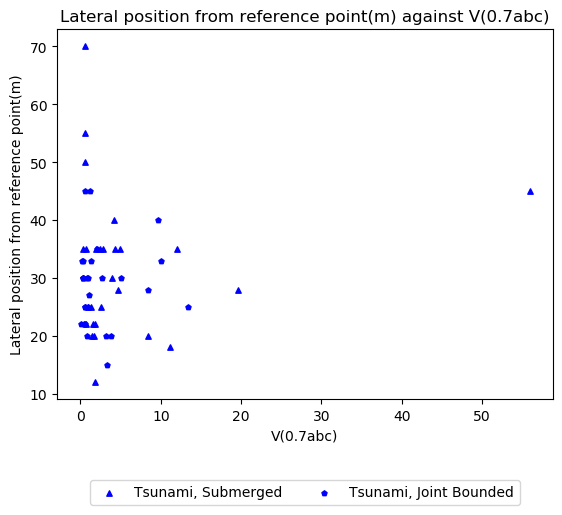 Lateral position from reference point(m) against V(0.7abc)
Lateral position from reference point(m)
70
60
50
40
30
20
10
0 10 20 30 40 50
V(0.7abc)
Tsunami, Submerged Tsunami, Joint Bounded